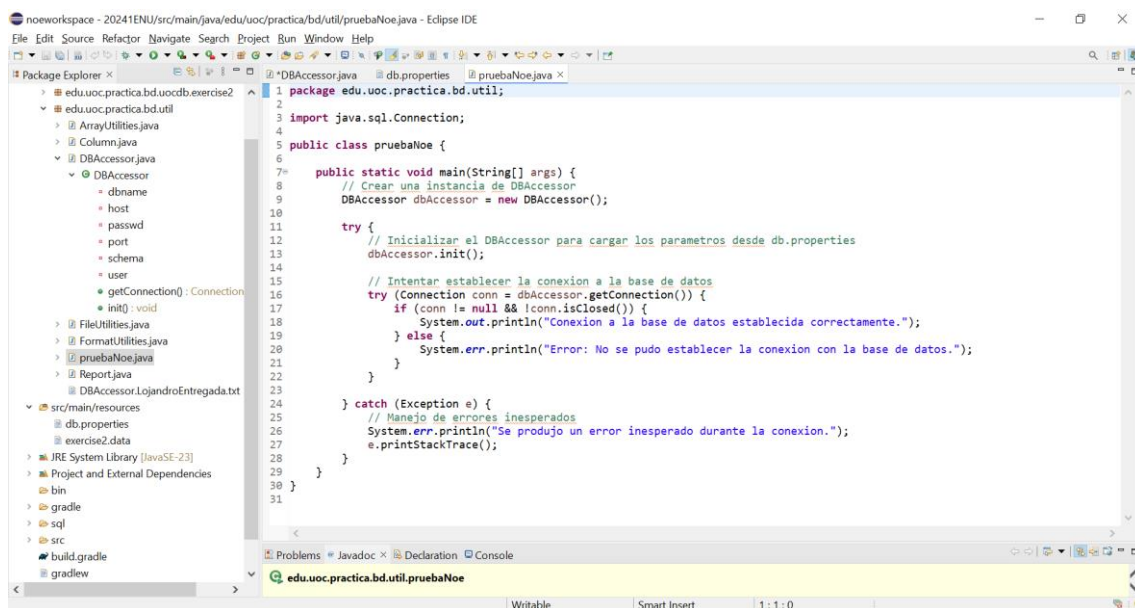 noeworkspace - 20241ENU/src/main/java/edu/uoc/practica/bd/util/pruebaNoe.java - Eclipse IDE
File Edit Source Refactor Navigate Search Project Run Window Help
Package Explorer
edu.uoc.practica.bd.uocdb.exercise2
edu.uoc.practica.bd.util
ArrayUtilities.java
Column.java
DBAccessor.java
DBAccessor
dbname
host
passwd
port
schema
user
getConnection() : Connection
init() : void
FileUtilities.java
FormatUtilities.java
pruebaNoe.java
Report.java
DBAccessor.LojandroEntregada.txt
src/main/resources
db.properties
exercise2.data
JRE System Library [JavaSE-23]
Project and External Dependencies
bin
gradle
sql
src
build.gradle
gradlew
*DBAccessor.java db.properties pruebaNoe.java
1 package edu.uoc.practica.bd.util;
2
3 import java.sql.Connection;
4
5 public class pruebaNoe {
6
7 public static void main(String[] args) {
8 // Crear una instancia de DBAccessor
9 DBAccessor dbAccessor = new DBAccessor();
10
11 try {
12 // Inicializar el DBAccessor para cargar los parametros desde db.properties
13 dbAccessor.init();
14
15 // Intentar establecer la conexion a la base de datos
16 try (Connection conn = dbAccessor.getConnection()) {
17 if (conn != null && !conn.isClosed()) {
18 System.out.println("Conexion a la base de datos establecida correctamente.");
19 } else {
20 System.err.println("Error: No se pudo establecer la conexion con la base de datos.");
21 }
22 }
23
24 } catch (Exception e) {
25 // Manejo de errores inesperados
26 System.err.println("Se produjo un error inesperado durante la conexion.");
27 e.printStackTrace();
28 }
29 }
30 }
31
Problems Javadoc Declaration Console
edu.uoc.practica.bd.util.pruebaNoe
Writable Smart Insert 1 : 1 : 0